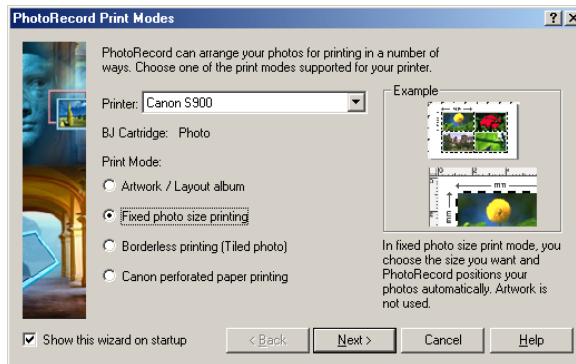 PhotoRecord Print Modes
PhotoRecord can arrange your photos for printing in a number of
ways. Choose one of the print modes supported for your printer.
Printer: Canon S900
BJ Cartridge: Photo
Print Mode:
Artwork / Layout album
Fixed photo size printing
Borderless printing (Tiled photo)
Canon perforated paper printing
Example
mm
mm
In fixed photo size print mode, you
choose the size you want and
PhotoRecord positions your
photos automatically. Artwork is
not used.
Show this wizard on startup
< Back
Next >
Cancel
Help